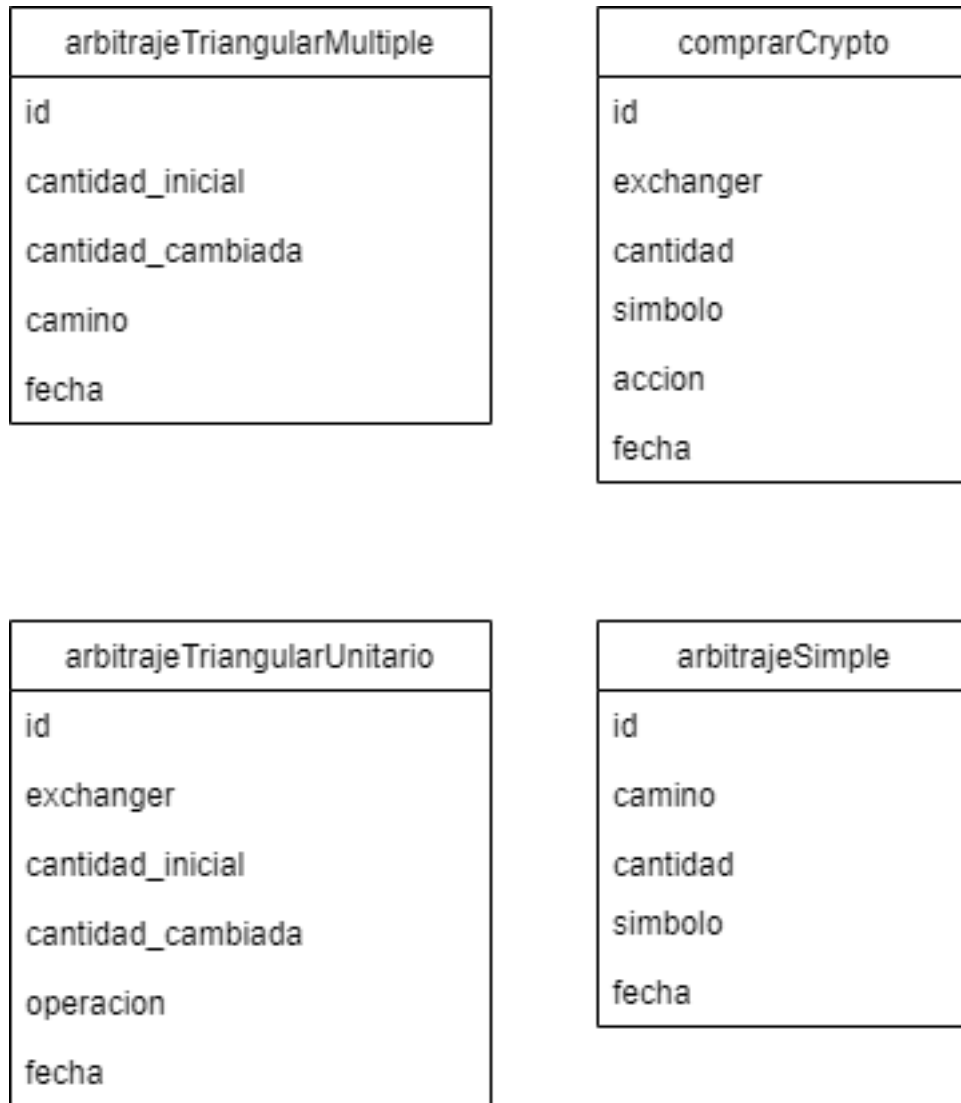 arbitrajeTriangularMultiple
id
cantidad_inicial
cantidad_cambiada
camino
fecha
comprarCrypto
id
exchanger
cantidad
simbolo
accion
fecha
arbitrajeTriangularUnitario
id
exchanger
cantidad_inicial
cantidad_cambiada
operacion
fecha
arbitrajeSimple
id
camino
cantidad
simbolo
fecha